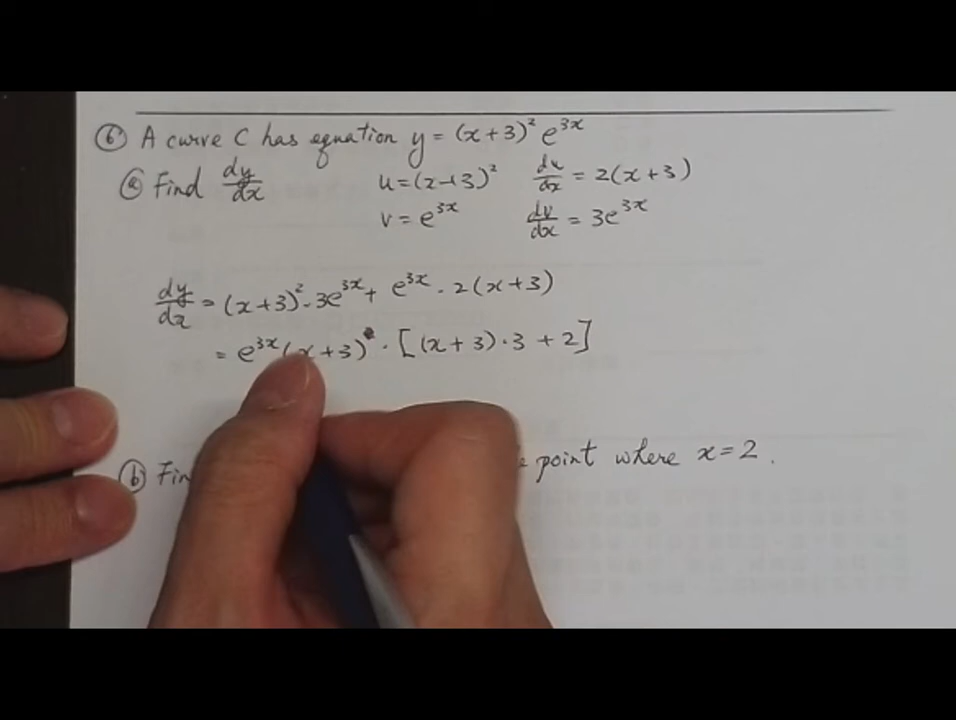 ⑥ A curve C has equation y = (x+3)² e^{3x}
ⓐ Find dy/dx u = (x+3)² du/dx = 2(x+3)
v = e^{3x} dv/dx = 3e^{3x}
dy/dx = (x+3)² · 3e^{3x} + e^{3x} · 2(x+3)
= e^{3x}(x+3) · [(x+3)·3 + 2]
ⓑ point where x = 2 .